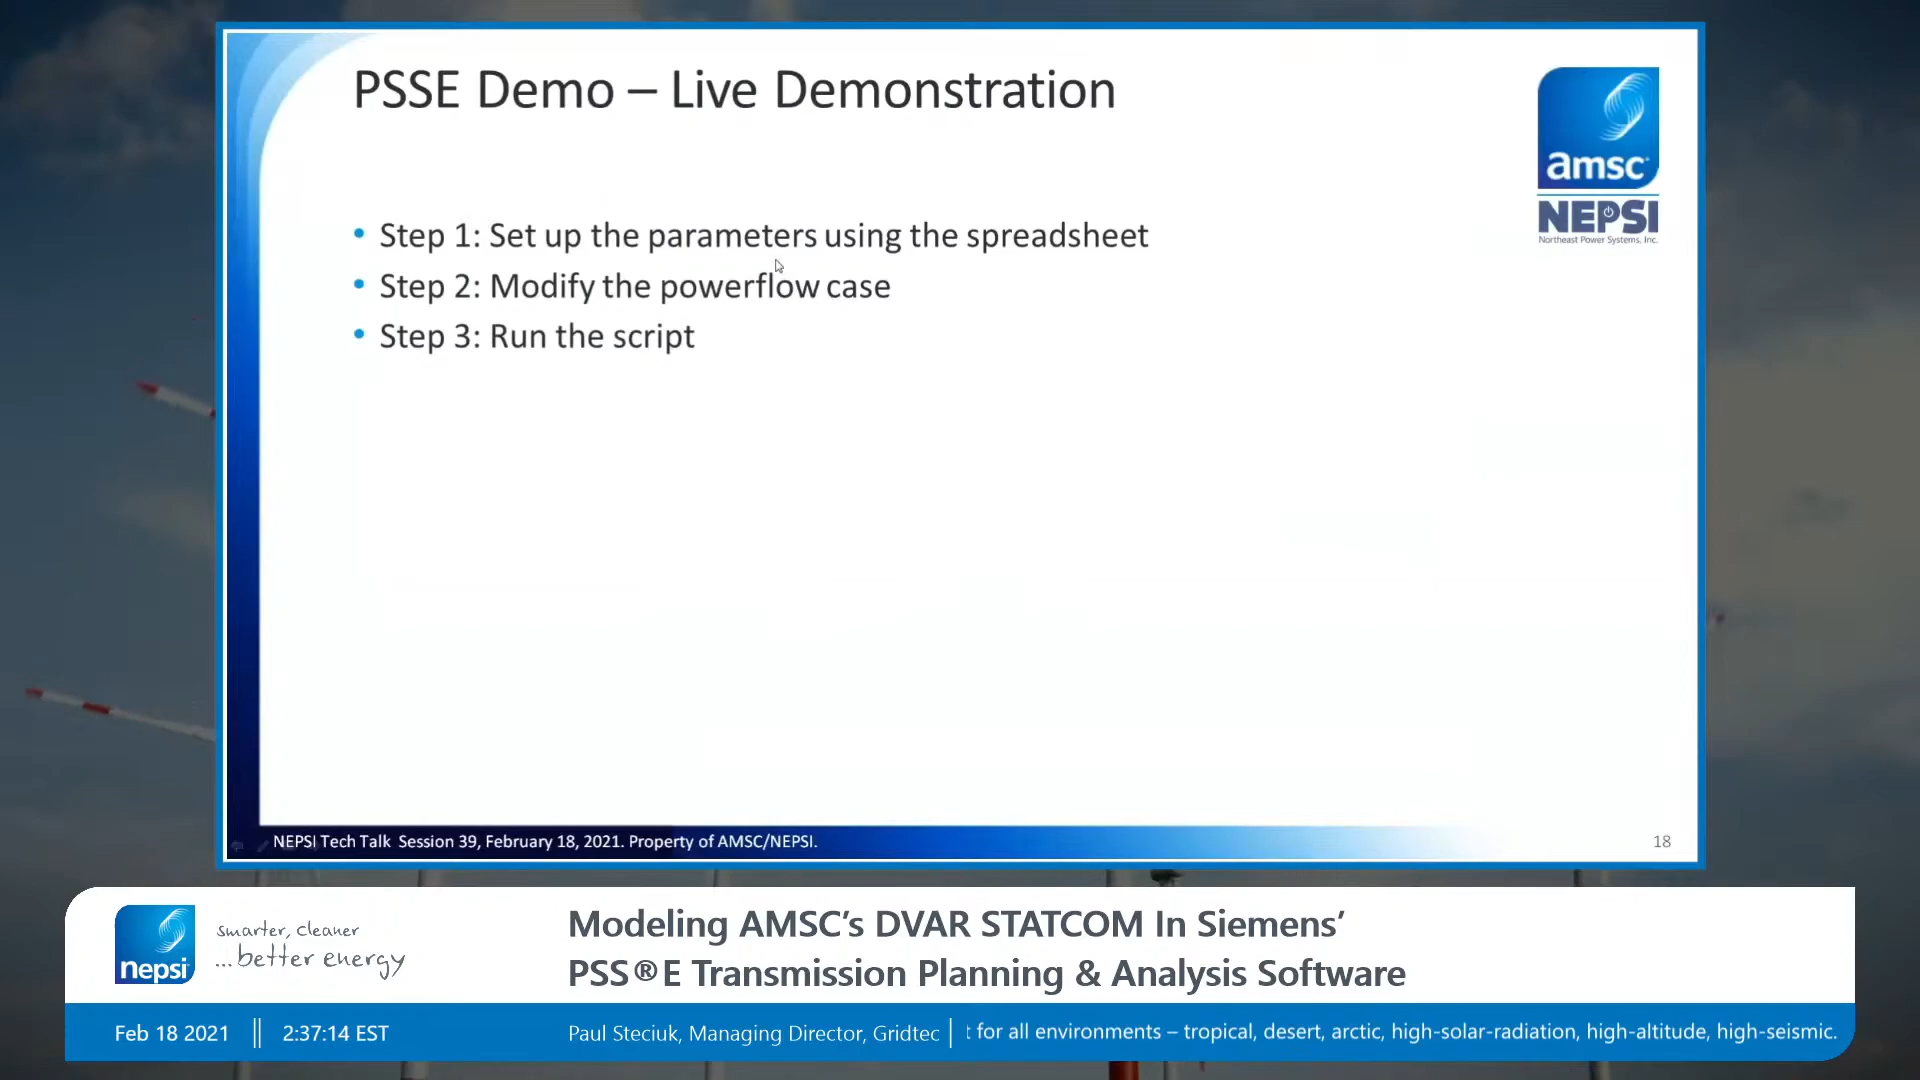 PSSE Demo – Live Demonstration
amsc
NEPSI
Northeast Power Systems, Inc.
• Step 1: Set up the parameters using the spreadsheet
• Step 2: Modify the powerflow case
• Step 3: Run the script
NEPSI Tech Talk Session 39, February 18, 2021. Property of AMSC/NEPSI.
18
nepsi
smarter, cleaner
...better energy
Modeling AMSC’s DVAR STATCOM In Siemens’
PSS®E Transmission Planning & Analysis Software
Feb 18 2021 || 2:37:14 EST
Paul Steciuk, Managing Director, Gridtec | t for all environments – tropical, desert, arctic, high-solar-radiation, high-altitude, high-seismic.